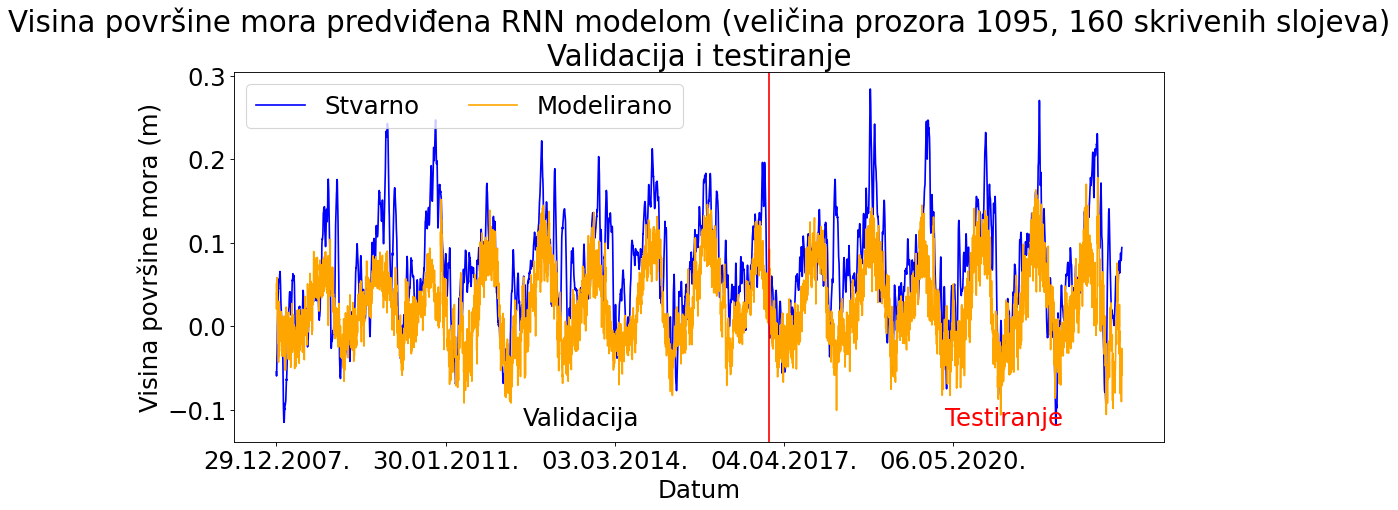 Visina površine mora predviđena RNN modelom (veličina prozora 1095, 160 skrivenih slojeva)
Validacija i testiranje
Stvarno
Modelirano
Visina površine mora (m)
0.3
0.2
0.1
0.0
−0.1
Validacija
Testiranje
29.12.2007.
30.01.2011.
03.03.2014.
04.04.2017.
06.05.2020.
Datum